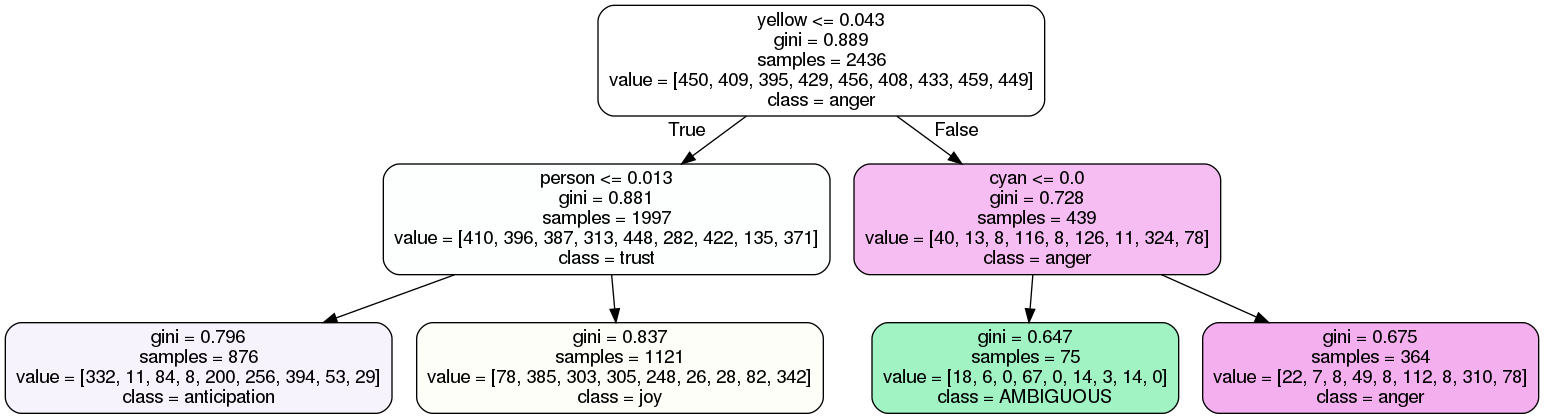 yellow <= 0.043
gini = 0.889
samples = 2436
value = [450, 409, 395, 429, 456, 408, 433, 459, 449]
class = anger
True
False
person <= 0.013
gini = 0.881
samples = 1997
value = [410, 396, 387, 313, 448, 282, 422, 135, 371]
class = trust
cyan <= 0.0
gini = 0.728
samples = 439
value = [40, 13, 8, 116, 8, 126, 11, 324, 78]
class = anger
gini = 0.796
samples = 876
value = [332, 11, 84, 8, 200, 256, 394, 53, 29]
class = anticipation
gini = 0.837
samples = 1121
value = [78, 385, 303, 305, 248, 26, 28, 82, 342]
class = joy
gini = 0.647
samples = 75
value = [18, 6, 0, 67, 0, 14, 3, 14, 0]
class = AMBIGUOUS
gini = 0.675
samples = 364
value = [22, 7, 8, 49, 8, 112, 8, 310, 78]
class = anger